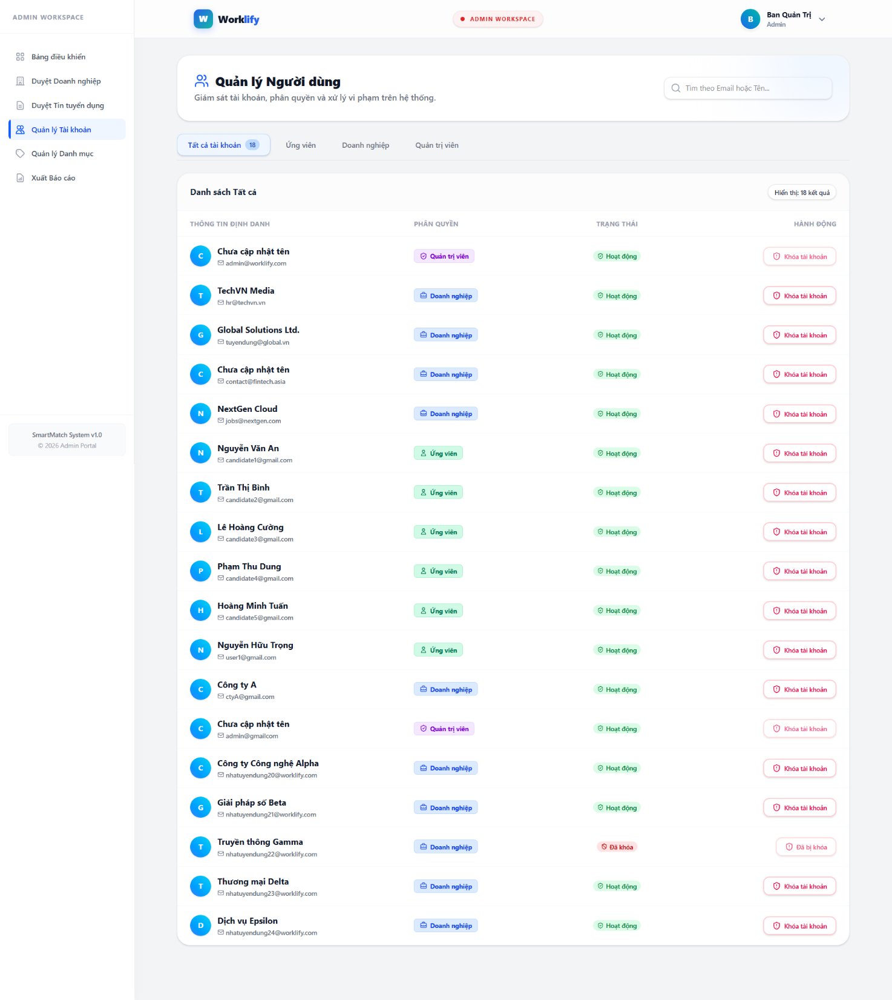 ADMIN WORKSPACE
Bảng điều khiển
Duyệt Doanh nghiệp
Duyệt Tin tuyển dụng
Quản lý Tài khoản
Quản lý Danh mục
Xuất Báo cáo
SmartMatch System v1.0
© 2026 Admin Portal
W Worklify
ADMIN WORKSPACE
B
Ban Quản Trị
Admin
Quản lý Người dùng
Giám sát tài khoản, phân quyền và xử lý vi phạm trên hệ thống.
Tìm theo Email hoặc Tên...
Tất cả tài khoản 18
Ứng viên
Doanh nghiệp
Quản trị viên
Danh sách Tất cả
Hiển thị: 18 kết quả
THÔNG TIN ĐỊNH DANH PHÂN QUYỀN TRẠNG THÁI HÀNH ĐỘNG
C Chưa cập nhật tên
admin@worklify.com
Quản trị viên Hoạt động Khóa tài khoản
T TechVN Media
hr@techvn.vn
Doanh nghiệp Hoạt động Khóa tài khoản
G Global Solutions Ltd.
tuyendung@global.vn
Doanh nghiệp Hoạt động Khóa tài khoản
C Chưa cập nhật tên
contact@fintech.asia
Doanh nghiệp Hoạt động Khóa tài khoản
N NextGen Cloud
jobs@nextgen.com
Doanh nghiệp Hoạt động Khóa tài khoản
N Nguyễn Văn An
candidate1@gmail.com
Ứng viên Hoạt động Khóa tài khoản
T Trần Thị Bình
candidate2@gmail.com
Ứng viên Hoạt động Khóa tài khoản
L Lê Hoàng Cường
candidate3@gmail.com
Ứng viên Hoạt động Khóa tài khoản
P Phạm Thu Dung
candidate4@gmail.com
Ứng viên Hoạt động Khóa tài khoản
H Hoàng Minh Tuấn
candidate5@gmail.com
Ứng viên Hoạt động Khóa tài khoản
N Nguyễn Hữu Trọng
user1@gmail.com
Ứng viên Hoạt động Khóa tài khoản
C Công ty A
ctyA@gmail.com
Doanh nghiệp Hoạt động Khóa tài khoản
C Chưa cập nhật tên
admin@gmailcom
Quản trị viên Hoạt động Khóa tài khoản
C Công ty Công nghệ Alpha
nhatuyendung20@worklify.com
Doanh nghiệp Hoạt động Khóa tài khoản
G Giải pháp số Beta
nhatuyendung21@worklify.com
Doanh nghiệp Hoạt động Khóa tài khoản
T Truyền thông Gamma
nhatuyendung22@worklify.com
Doanh nghiệp Đã khóa Đã bị khóa
T Thương mại Delta
nhatuyendung23@worklify.com
Doanh nghiệp Hoạt động Khóa tài khoản
D Dịch vụ Epsilon
nhatuyendung24@worklify.com
Doanh nghiệp Hoạt động Khóa tài khoản